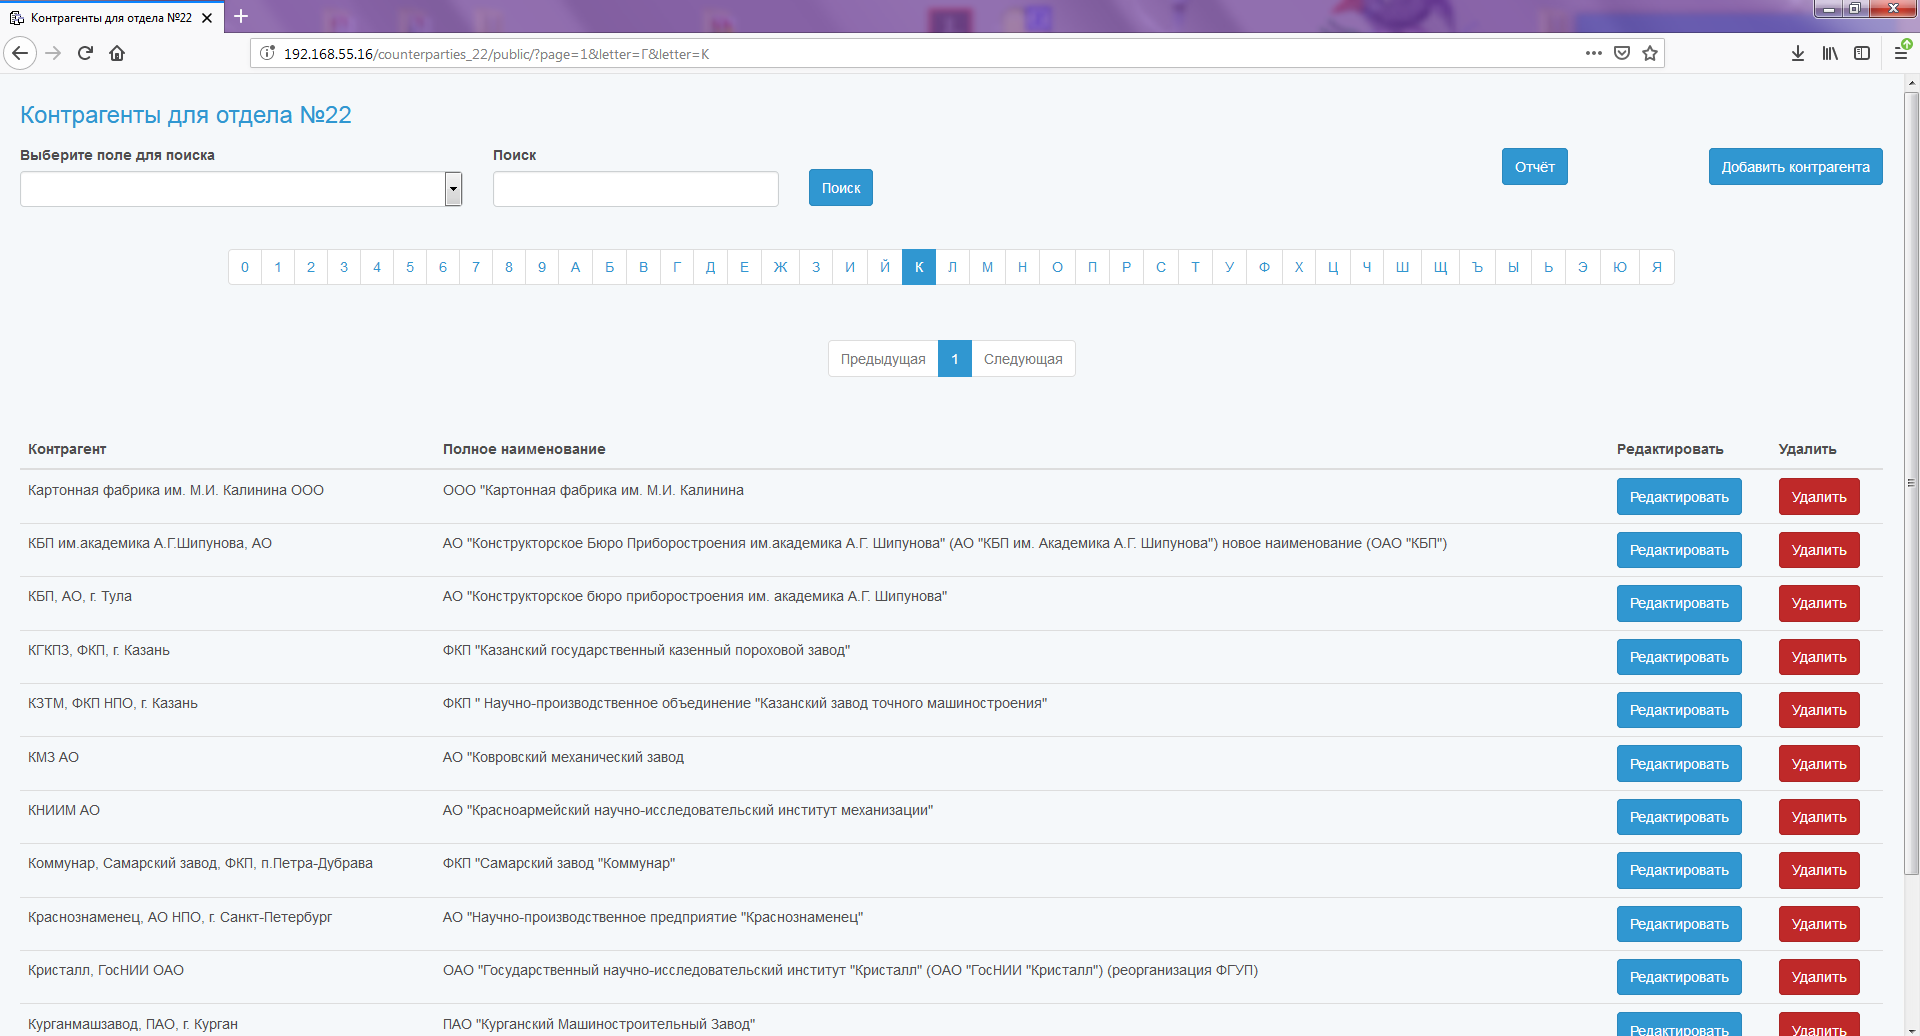 Контрагенты для отдела №22
192.168.55.16/counterparties_22/public/?page=1&letter=Г&letter=К
Контрагенты для отдела №22
Выберите поле для поиска Поиск
Поиск Отчёт Добавить контрагента
0 1 2 3 4 5 6 7 8 9 А Б В Г Д Е Ж З И Й К Л М Н О П Р С Т У Ф Х Ц Ч Ш Щ Ъ Ы Ь Э Ю Я
Предыдущая 1 Следующая
Контрагент Полное наименование Редактировать Удалить
Картонная фабрика им. М.И. Калинина ООО ООО "Картонная фабрика им. М.И. Калинина Редактировать Удалить
КБП им.академика А.Г.Шипунова, АО АО "Конструкторское Бюро Приборостроения им.академика А.Г. Шипунова" (АО "КБП им. Академика А.Г. Шипунова") новое наименование (ОАО "КБП") Редактировать Удалить
КБП, АО, г. Тула АО "Конструкторское бюро приборостроения им. академика А.Г. Шипунова" Редактировать Удалить
КГКПЗ, ФКП, г. Казань ФКП "Казанский государственный казенный пороховой завод" Редактировать Удалить
КЗТМ, ФКП НПО, г. Казань ФКП " Научно-производственное объединение "Казанский завод точного машиностроения" Редактировать Удалить
КМЗ АО АО "Ковровский механический завод Редактировать Удалить
КНИИМ АО АО "Красноармейский научно-исследовательский институт механизации" Редактировать Удалить
Коммунар, Самарский завод, ФКП, п.Петра-Дубрава ФКП "Самарский завод "Коммунар" Редактировать Удалить
Краснознаменец, АО НПО, г. Санкт-Петербург АО "Научно-производственное предприятие "Краснознаменец" Редактировать Удалить
Кристалл, ГосНИИ ОАО ОАО "Государственный научно-исследовательский институт "Кристалл" (ОАО "ГосНИИ "Кристалл") (реорганизация ФГУП) Редактировать Удалить
Курганмашзавод, ПАО, г. Курган ПАО "Курганский Машиностроительный Завод" Редактировать Удалить